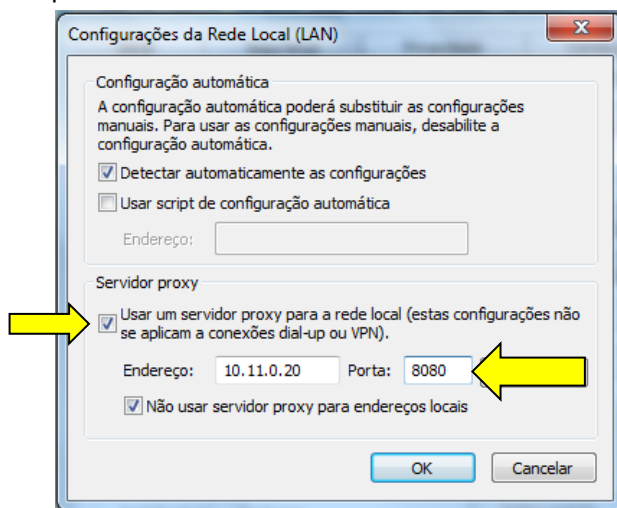 Configurações da Rede Local (LAN)
Configuração automática
A configuração automática poderá substituir as configurações
manuais. Para usar as configurações manuais, desabilite a
configuração automática.
Detectar automaticamente as configurações
Usar script de configuração automática
Endereço:
Servidor proxy
Usar um servidor proxy para a rede local (estas configurações não
se aplicam a conexões dial-up ou VPN).
Endereço: 10.11.0.20 Porta: 8080
Não usar servidor proxy para endereços locais
OK Cancelar